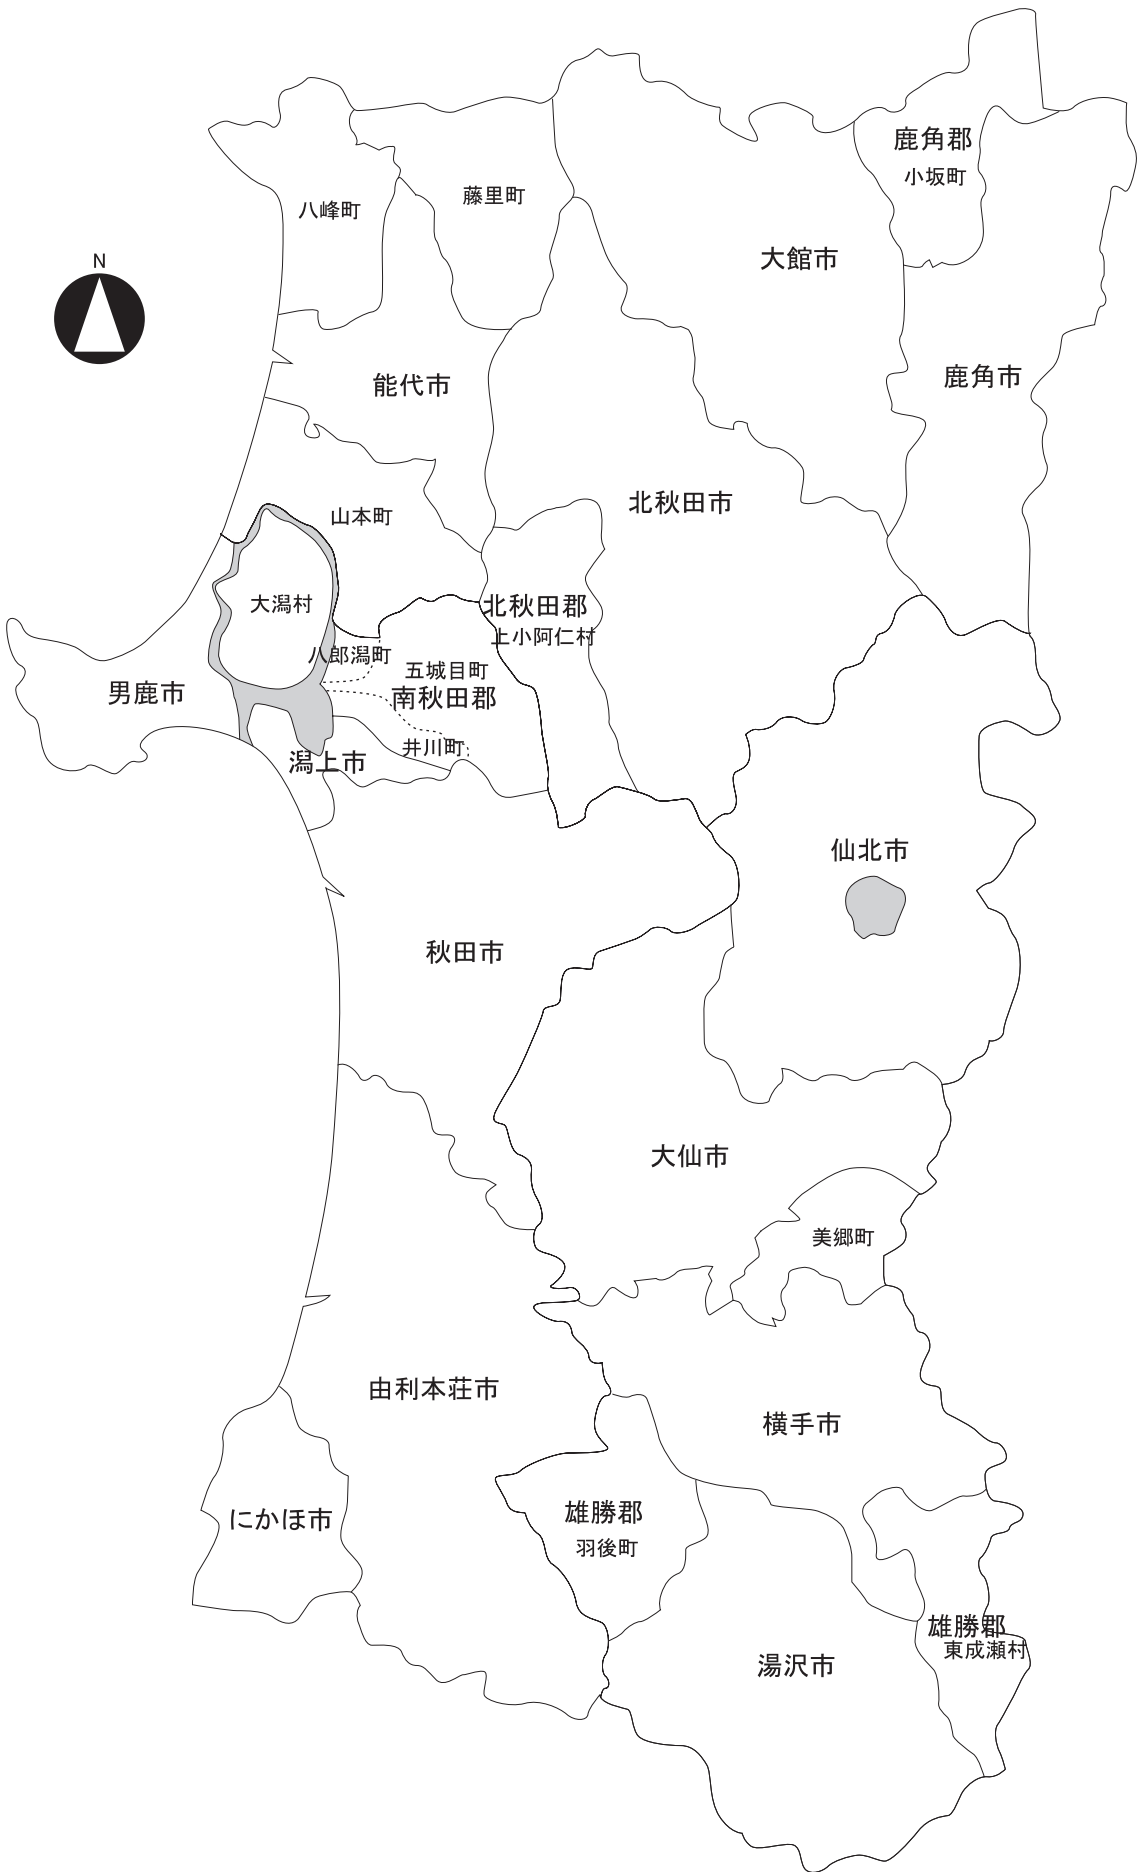 鹿角郡
小坂町
藤里町
八峰町
大館市
N
鹿角市
能代市
北秋田市
山本町
大潟村
北秋田郡
上小阿仁村
八郎潟町
五城目町
南秋田郡
男鹿市
井川町
潟上市
仙北市
秋田市
大仙市
美郷町
由利本荘市
横手市
雄勝郡
羽後町
にかほ市
雄勝郡
東成瀬村
湯沢市